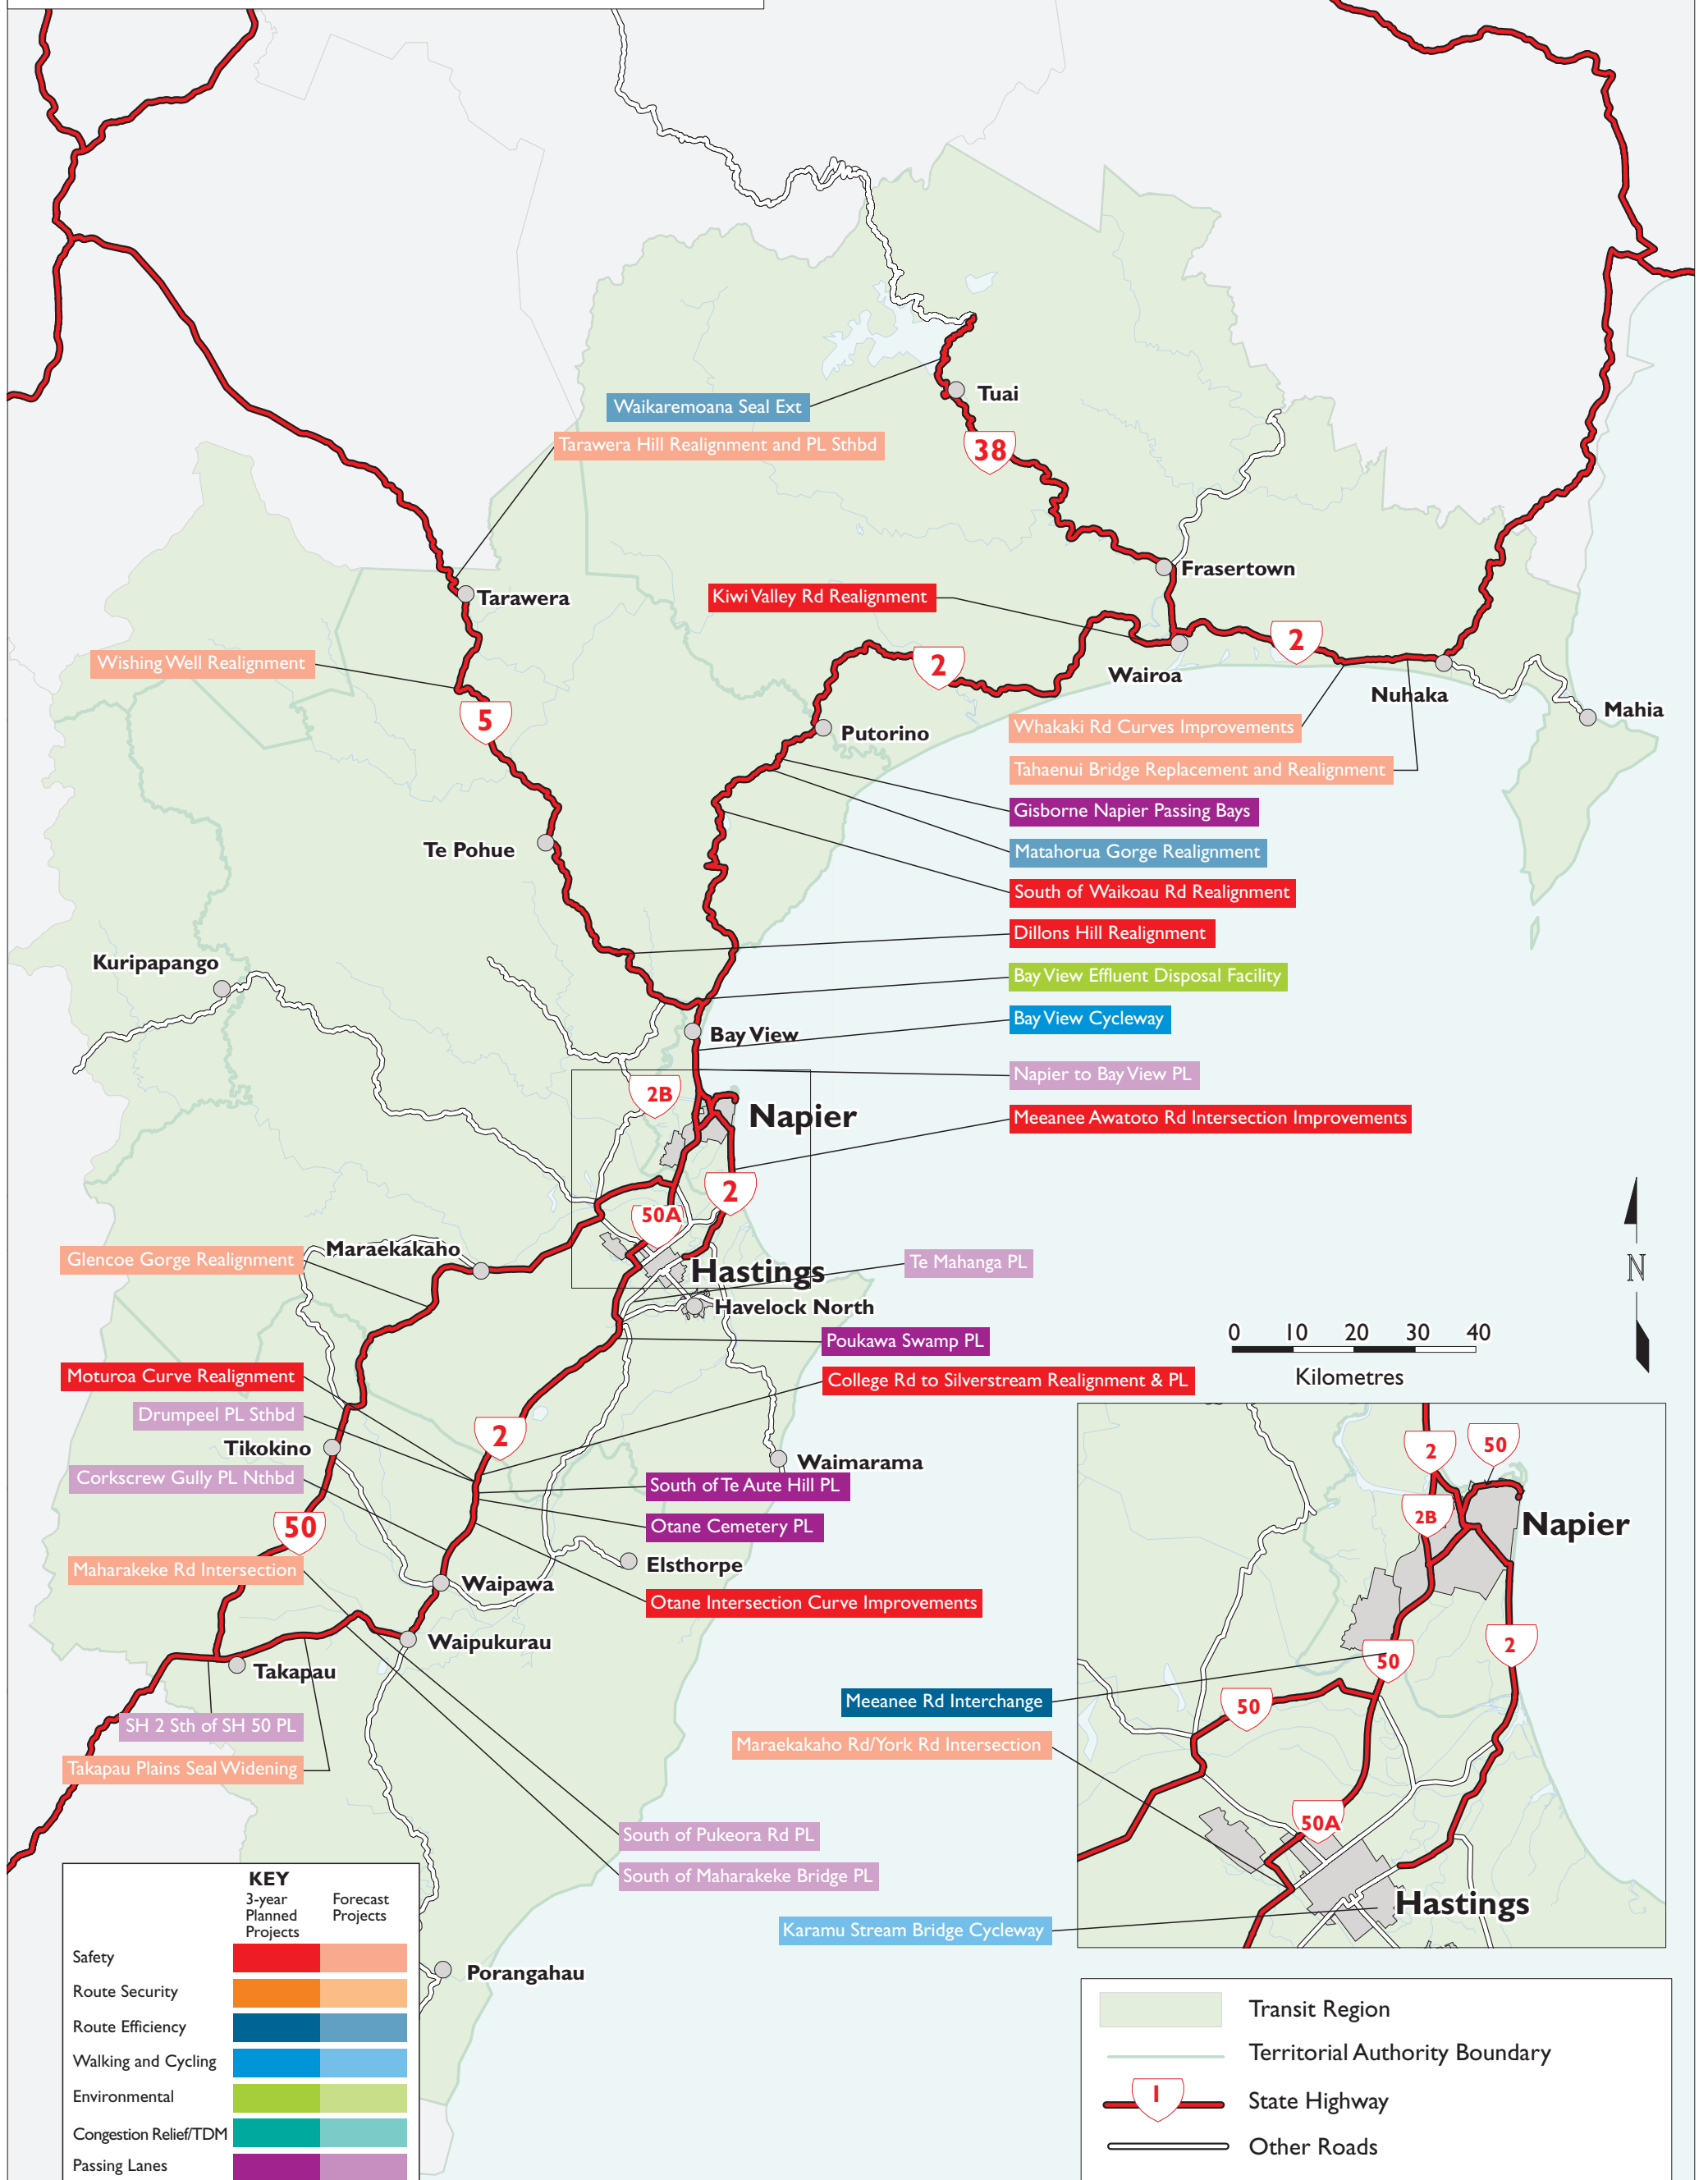 Tuai
Waikaremoana Seal Ext
Tarawera Hill Realignment and PL Sthbd
38
Frasertown
Tarawera
Kiwi Valley Rd Realignment
2
2
Wishing Well Realignment
Wairoa
Nuhaka
Mahia
5
Putorino
Whakaki Rd Curves Improvements
Tahaenui Bridge Replacement and Realignment
Gisborne Napier Passing Bays
Te Pohue
Matahorua Gorge Realignment
South of Waikoau Rd Realignment
Dillons Hill Realignment
Kuripapango
Bay View Effluent Disposal Facility
Bay View Cycleway
Bay View
Napier to Bay View PL
2B
Napier
Meeanee Awatoto Rd Intersection Improvements
2
50A
Maraekakaho
Glencoe Gorge Realignment
Te Mahanga PL
Hastings
Havelock North
N
Poukawa Swamp PL
0 10 20 30 40
Kilometres
Moturoa Curve Realignment
College Rd to Silverstream Realignment & PL
Drumpeel PL Sthbd
2
Tikokino
Waimarama
Corkscrew Gully PL Nthbd
South of Te Aute Hill PL
50
Otane Cemetery PL
Elsthorpe
Maharakeke Rd Intersection
Waipawa
Otane Intersection Curve Improvements
Waipukurau
Takapau
SH 2 Sth of SH 50 PL
Takapau Plains Seal Widening
2
50
2B
Napier
2
50
Meeanee Rd Interchange
50
Maraekakaho Rd/York Rd Intersection
50A
Hastings
South of Pukeora Rd PL
South of Maharakeke Bridge PL
Karamu Stream Bridge Cycleway
Porangahau
KEY
3-year Planned Projects
Forecast Projects
Safety
Route Security
Route Efficiency
Walking and Cycling
Environmental
Congestion Relief/TDM
Passing Lanes
Transit Region
Territorial Authority Boundary
1
State Highway
Other Roads